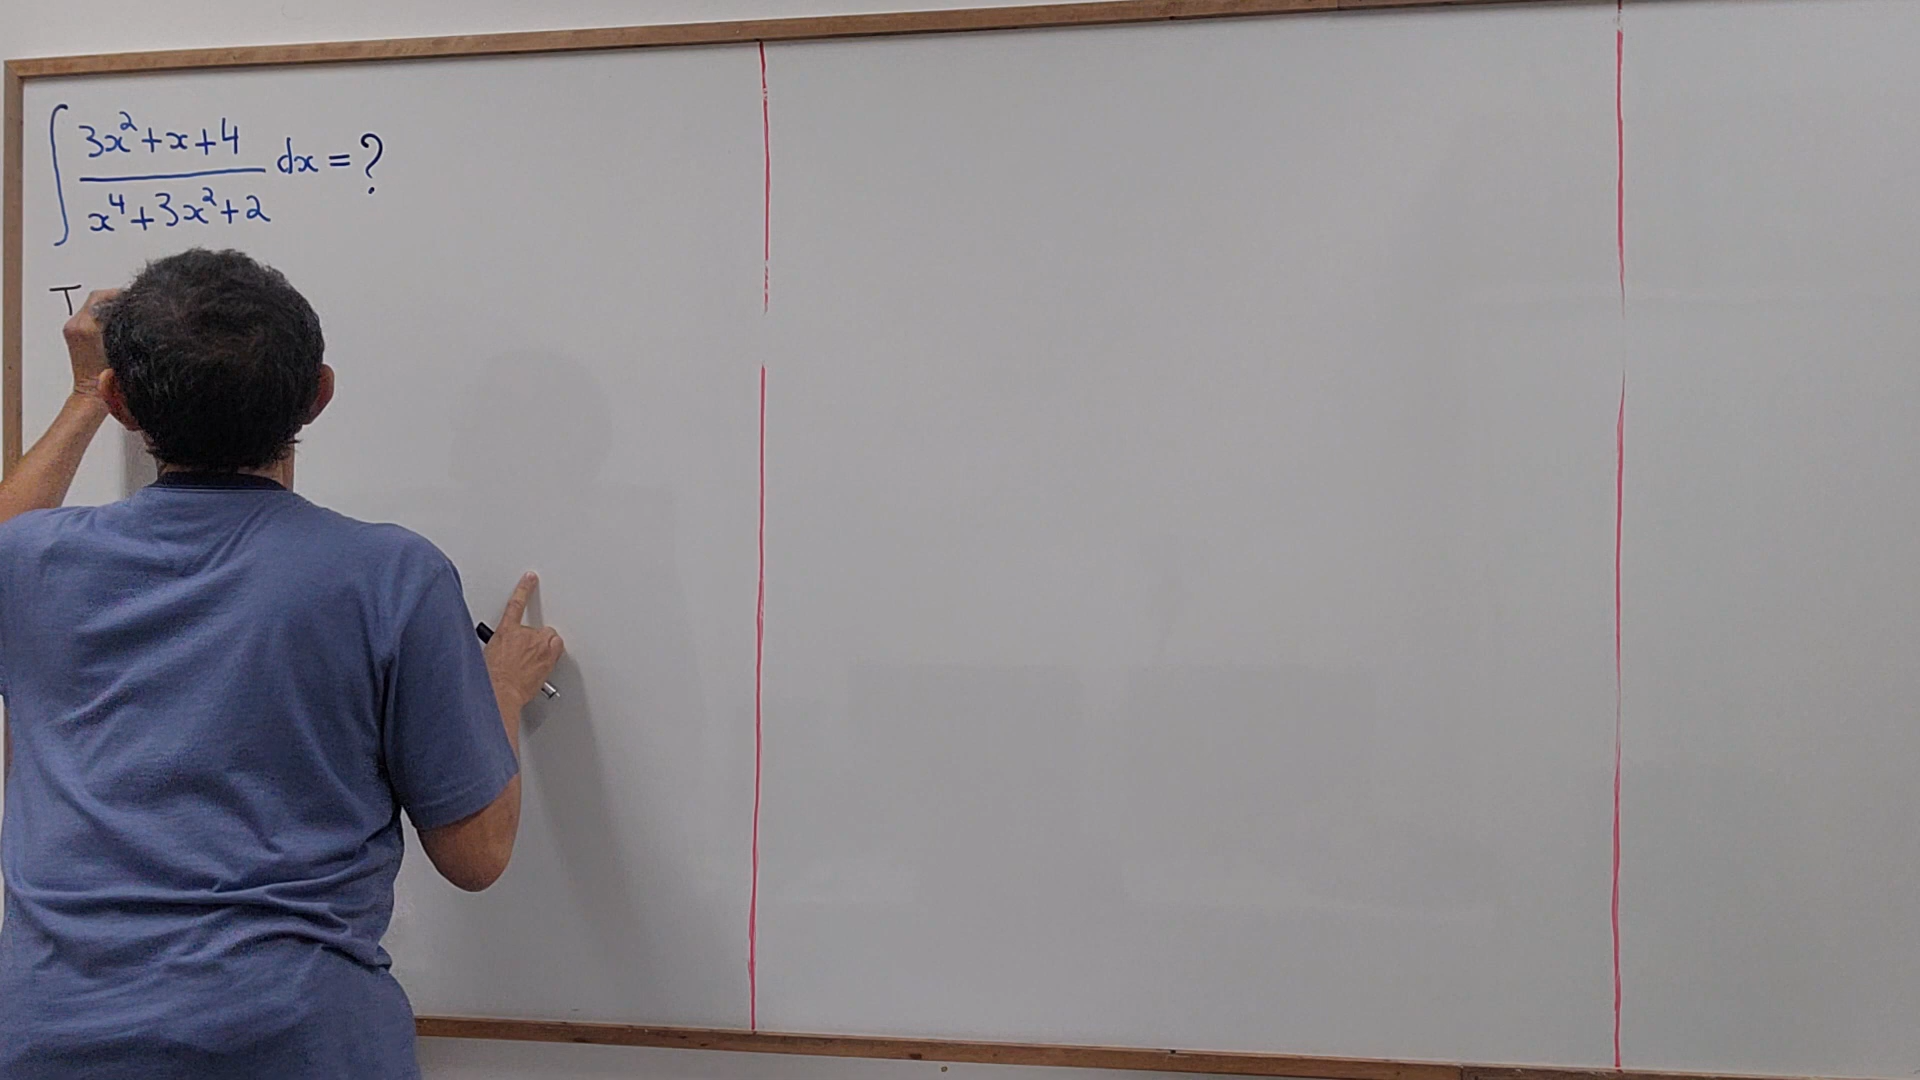 ∫ (3x²+x+4)/(x⁴+3x²+2) dx = ?
T